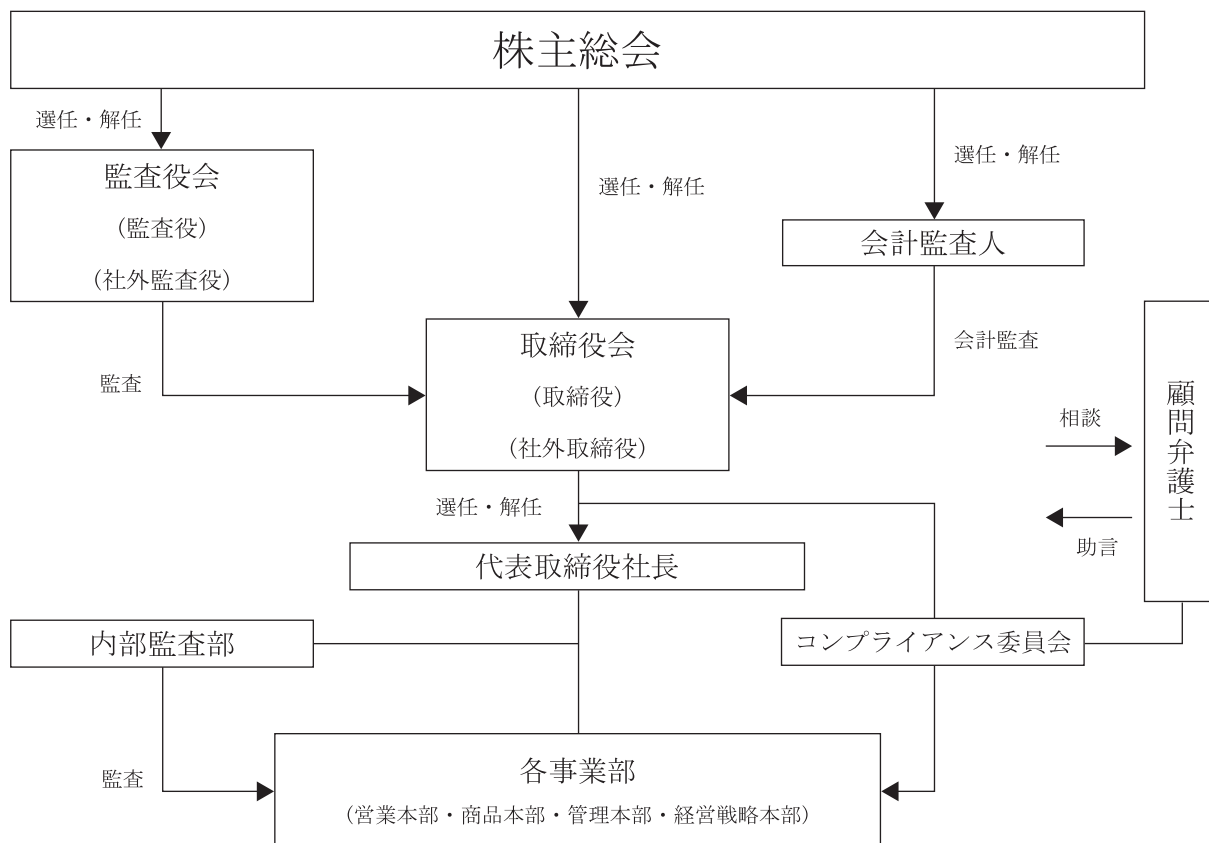 株主総会
選任・解任
監査役会
（監査役）
（社外監査役）
選任・解任
選任・解任
会計監査人
監査
取締役会
（取締役）
（社外取締役）
会計監査
相談
助言
顧問弁護士
選任・解任
代表取締役社長
内部監査部
コンプライアンス委員会
監査
各事業部
（営業本部・商品本部・管理本部・経営戦略本部）